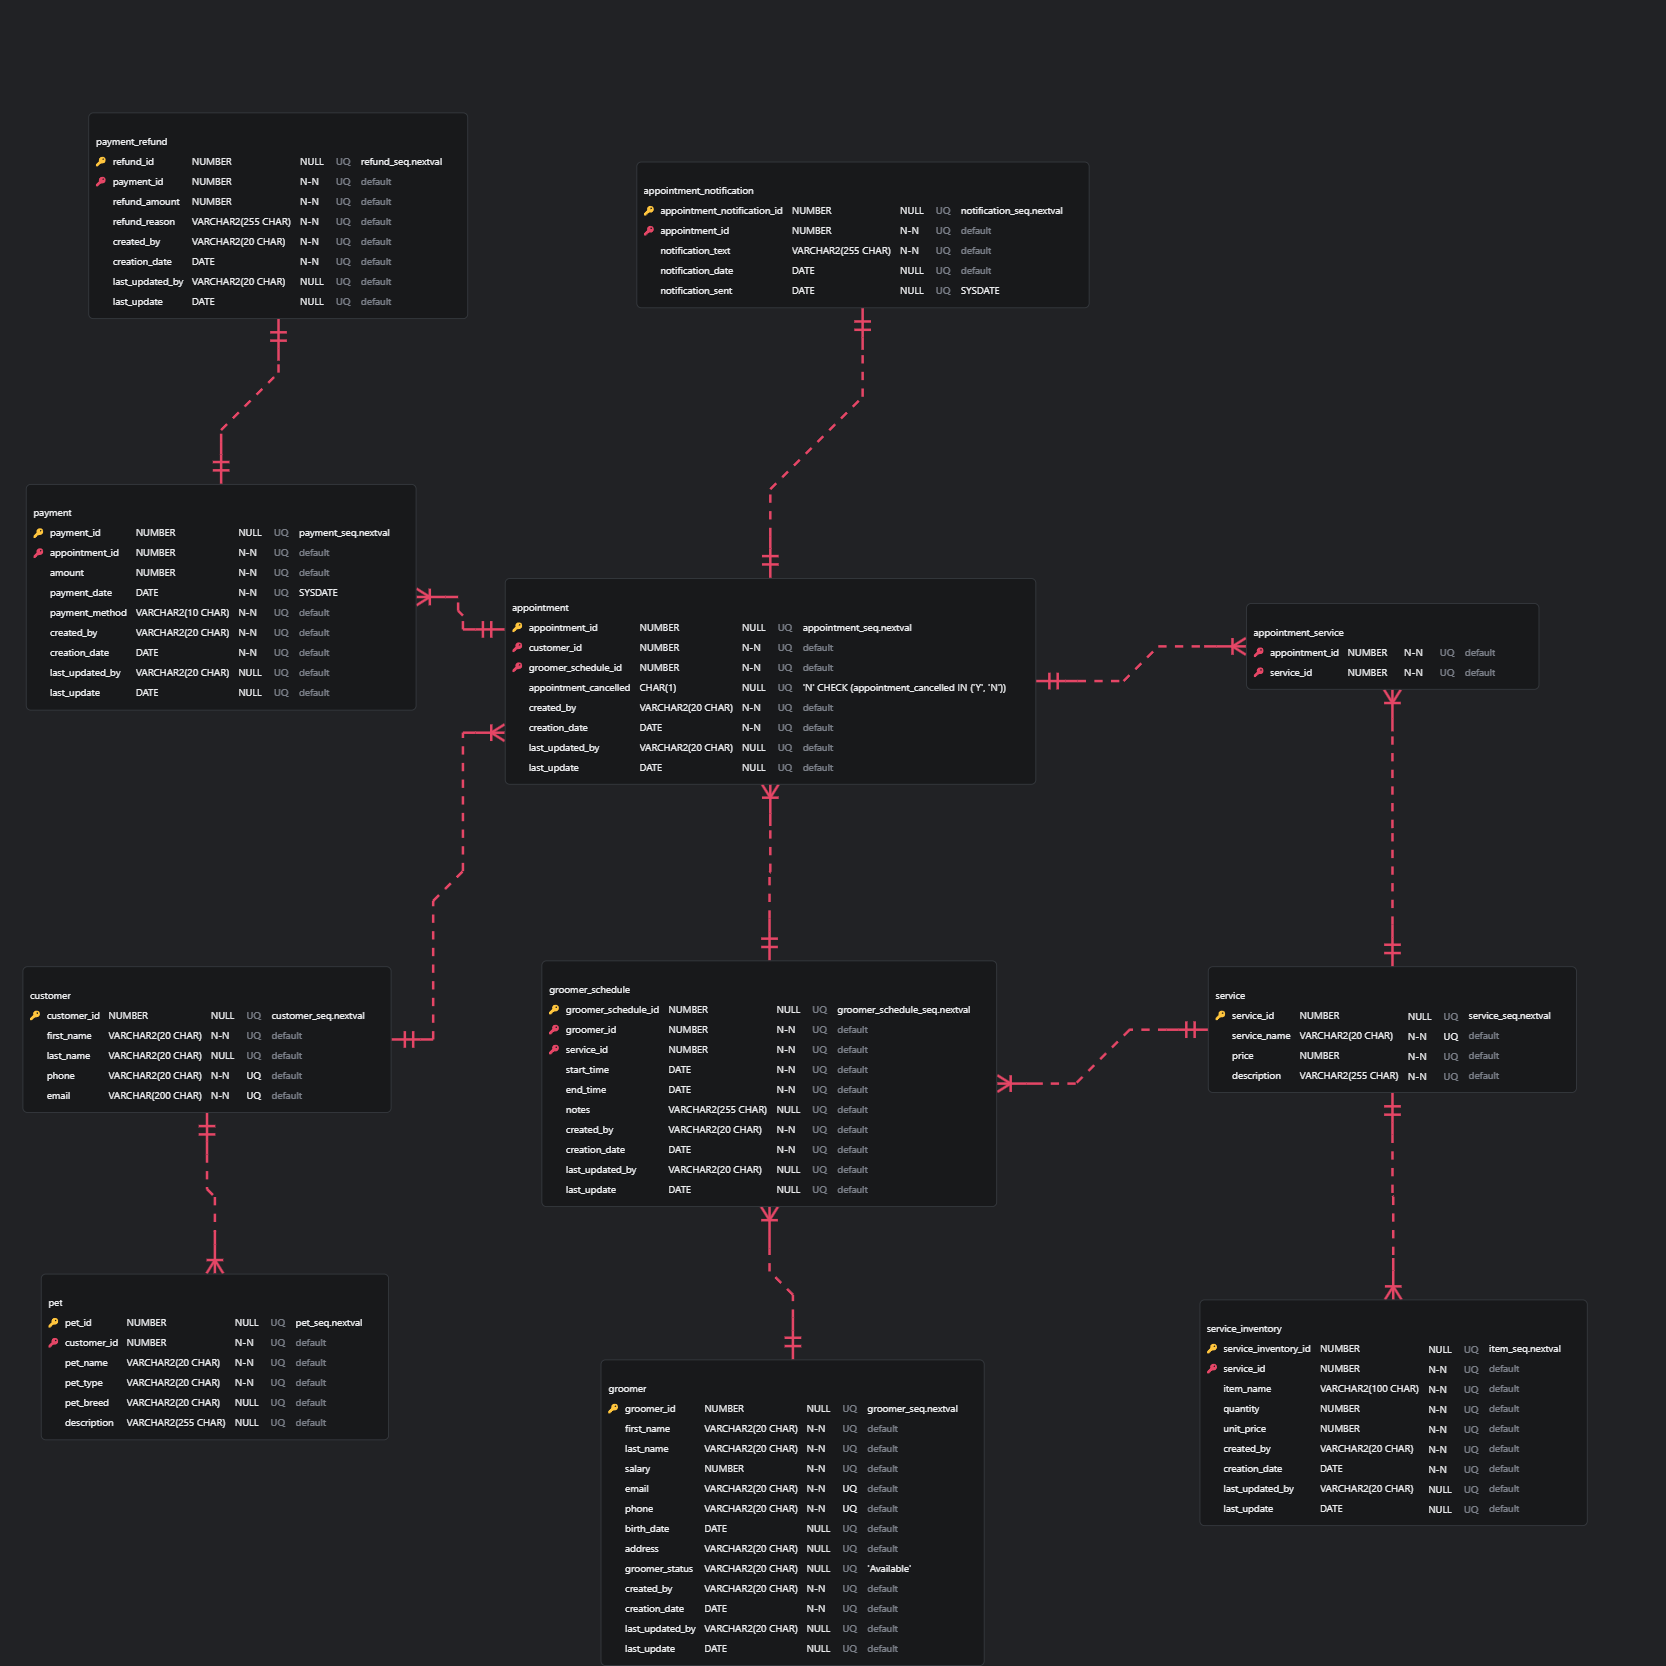 payment_refund
refund_id NUMBER NULL UQ refund_seq.nextval
payment_id NUMBER N-N UQ default
refund_amount NUMBER N-N UQ default
refund_reason VARCHAR2(255 CHAR) N-N UQ default
created_by VARCHAR2(20 CHAR) N-N UQ default
creation_date DATE N-N UQ default
last_updated_by VARCHAR2(20 CHAR) NULL UQ default
last_update DATE NULL UQ default
appointment_notification
appointment_notification_id NUMBER NULL UQ notification_seq.nextval
appointment_id NUMBER N-N UQ default
notification_text VARCHAR2(255 CHAR) N-N UQ default
notification_date DATE NULL UQ default
notification_sent DATE NULL UQ SYSDATE
payment
payment_id NUMBER NULL UQ payment_seq.nextval
appointment_id NUMBER N-N UQ default
amount NUMBER N-N UQ default
payment_date DATE N-N UQ SYSDATE
payment_method VARCHAR2(10 CHAR) N-N UQ default
created_by VARCHAR2(20 CHAR) N-N UQ default
creation_date DATE N-N UQ default
last_updated_by VARCHAR2(20 CHAR) NULL UQ default
last_update DATE NULL UQ default
appointment
appointment_id NUMBER NULL UQ appointment_seq.nextval
customer_id NUMBER N-N UQ default
groomer_schedule_id NUMBER N-N UQ default
appointment_cancelled CHAR(1) NULL UQ 'N' CHECK (appointment_cancelled IN ('Y', 'N'))
created_by VARCHAR2(20 CHAR) N-N UQ default
creation_date DATE N-N UQ default
last_updated_by VARCHAR2(20 CHAR) NULL UQ default
last_update DATE NULL UQ default
appointment_service
appointment_id NUMBER N-N UQ default
service_id NUMBER N-N UQ default
customer
customer_id NUMBER NULL UQ customer_seq.nextval
first_name VARCHAR2(20 CHAR) N-N UQ default
last_name VARCHAR2(20 CHAR) NULL UQ default
phone VARCHAR2(20 CHAR) N-N UQ default
email VARCHAR(200 CHAR) N-N UQ default
groomer_schedule
groomer_schedule_id NUMBER NULL UQ groomer_schedule_seq.nextval
groomer_id NUMBER N-N UQ default
service_id NUMBER N-N UQ default
start_time DATE N-N UQ default
end_time DATE N-N UQ default
notes VARCHAR2(255 CHAR) NULL UQ default
created_by VARCHAR2(20 CHAR) N-N UQ default
creation_date DATE N-N UQ default
last_updated_by VARCHAR2(20 CHAR) NULL UQ default
last_update DATE NULL UQ default
service
service_id NUMBER NULL UQ service_seq.nextval
service_name VARCHAR2(20 CHAR) N-N UQ default
price NUMBER N-N UQ default
description VARCHAR2(255 CHAR) N-N UQ default
pet
pet_id NUMBER NULL UQ pet_seq.nextval
customer_id NUMBER N-N UQ default
pet_name VARCHAR2(20 CHAR) N-N UQ default
pet_type VARCHAR2(20 CHAR) N-N UQ default
pet_breed VARCHAR2(20 CHAR) NULL UQ default
description VARCHAR2(255 CHAR) NULL UQ default
groomer
groomer_id NUMBER NULL UQ groomer_seq.nextval
first_name VARCHAR2(20 CHAR) N-N UQ default
last_name VARCHAR2(20 CHAR) N-N UQ default
salary NUMBER N-N UQ default
email VARCHAR2(20 CHAR) N-N UQ default
phone VARCHAR2(20 CHAR) N-N UQ default
birth_date DATE NULL UQ default
address VARCHAR2(20 CHAR) NULL UQ default
groomer_status VARCHAR2(20 CHAR) NULL UQ 'Available'
created_by VARCHAR2(20 CHAR) N-N UQ default
creation_date DATE N-N UQ default
last_updated_by VARCHAR2(20 CHAR) NULL UQ default
last_update DATE NULL UQ default
service_inventory
service_inventory_id NUMBER NULL UQ item_seq.nextval
service_id NUMBER N-N UQ default
item_name VARCHAR2(100 CHAR) N-N UQ default
quantity NUMBER N-N UQ default
unit_price NUMBER N-N UQ default
created_by VARCHAR2(20 CHAR) N-N UQ default
creation_date DATE N-N UQ default
last_updated_by VARCHAR2(20 CHAR) NULL UQ default
last_update DATE NULL UQ default